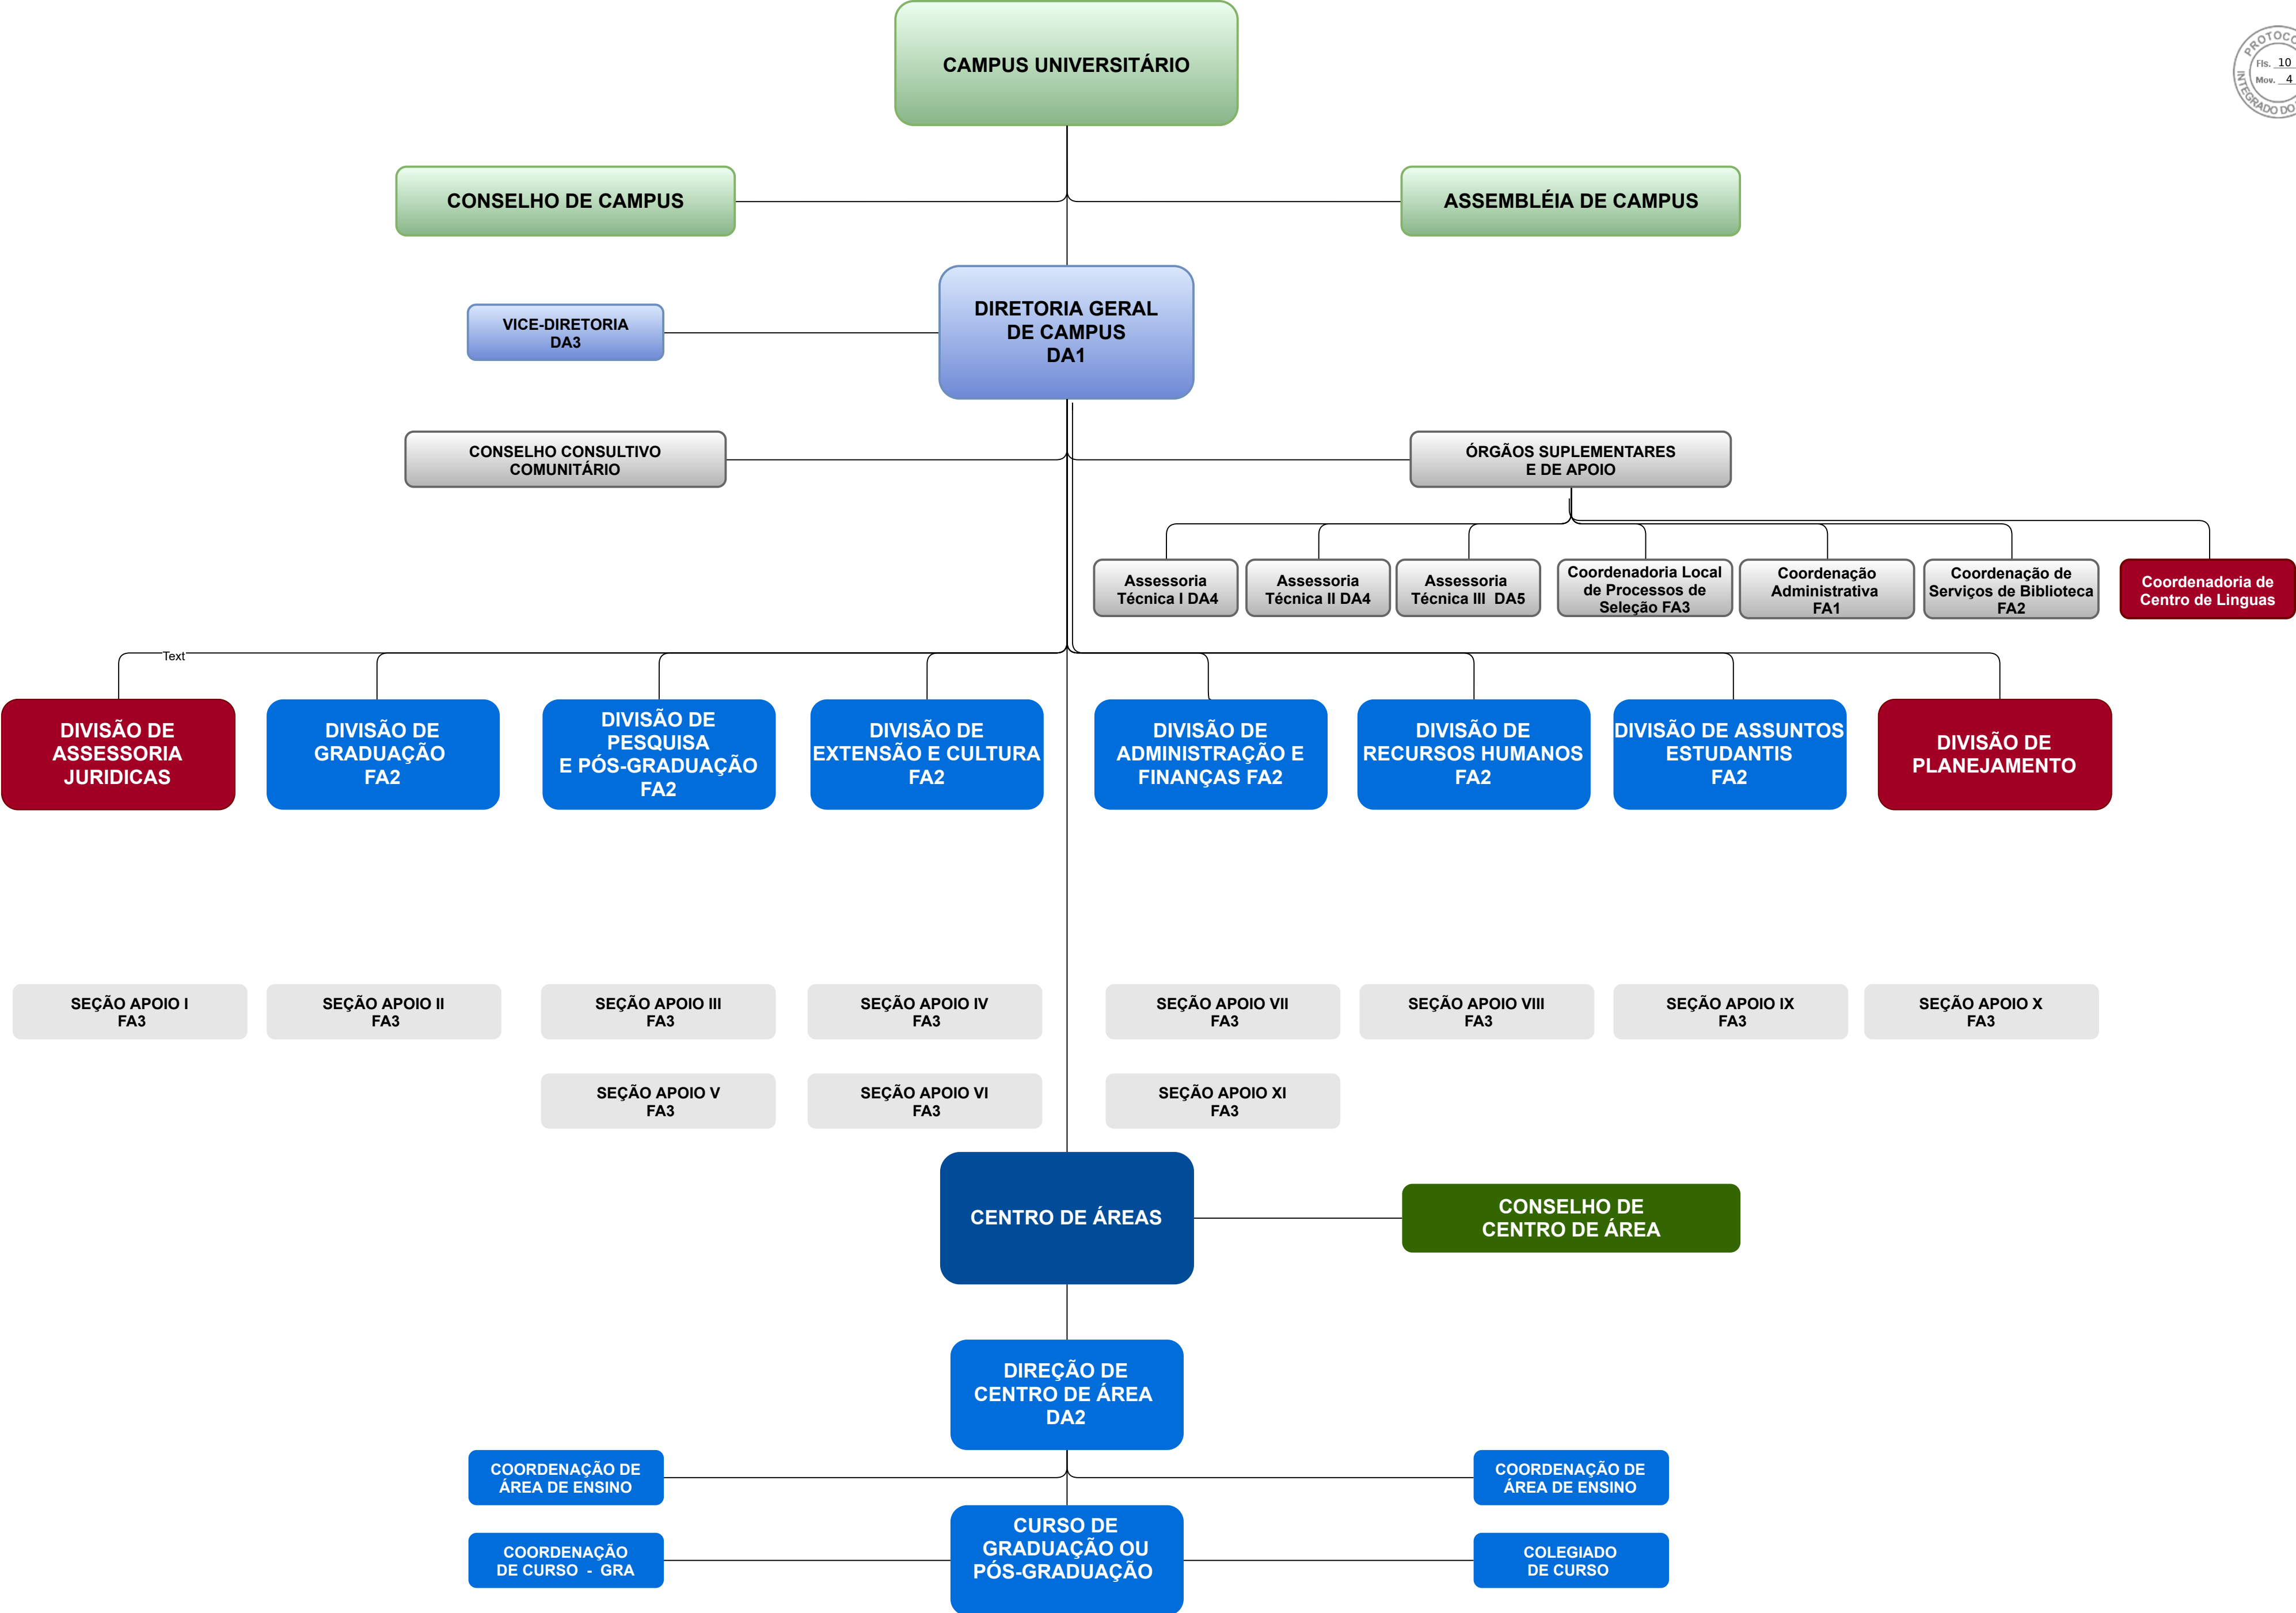 CAMPUS UNIVERSITÁRIO
PROTOCO
Fls. 10
Mov. 4
INTEGRADO DO
CONSELHO DE CAMPUS
ASSEMBLÉIA DE CAMPUS
DIRETORIA GERAL
DE CAMPUS
DA1
VICE-DIRETORIA
DA3
CONSELHO CONSULTIVO
COMUNITÁRIO
ÓRGÃOS SUPLEMENTARES
E DE APOIO
Assessoria
Técnica I DA4
Assessoria
Técnica II DA4
Assessoria
Técnica III DA5
Coordenadoria Local
de Processos de
Seleção FA3
Coordenação
Administrativa
FA1
Coordenação de
Serviços de Biblioteca
FA2
Coordenadoria de
Centro de Linguas
Text
DIVISÃO DE
ASSESSORIA
JURIDICAS
DIVISÃO DE
GRADUAÇÃO
FA2
DIVISÃO DE
PESQUISA
E PÓS-GRADUAÇÃO
FA2
DIVISÃO DE
EXTENSÃO E CULTURA
FA2
DIVISÃO DE
ADMINISTRAÇÃO E
FINANÇAS FA2
DIVISÃO DE
RECURSOS HUMANOS
FA2
DIVISÃO DE ASSUNTOS
ESTUDANTIS
FA2
DIVISÃO DE
PLANEJAMENTO
SEÇÃO APOIO I
FA3
SEÇÃO APOIO II
FA3
SEÇÃO APOIO III
FA3
SEÇÃO APOIO IV
FA3
SEÇÃO APOIO VII
FA3
SEÇÃO APOIO VIII
FA3
SEÇÃO APOIO IX
FA3
SEÇÃO APOIO X
FA3
SEÇÃO APOIO V
FA3
SEÇÃO APOIO VI
FA3
SEÇÃO APOIO XI
FA3
CENTRO DE ÁREAS
CONSELHO DE
CENTRO DE ÁREA
DIREÇÃO DE
CENTRO DE ÁREA
DA2
COORDENAÇÃO DE
ÁREA DE ENSINO
COORDENAÇÃO DE
ÁREA DE ENSINO
CURSO DE
GRADUAÇÃO OU
PÓS-GRADUAÇÃO
COORDENAÇÃO
DE CURSO - GRA
COLEGIADO
DE CURSO